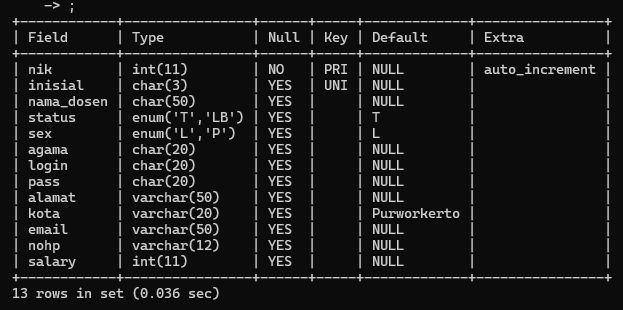 -> ;
+------------+----------------+------+-----+------------+----------------+
| Field      | Type           | Null | Key | Default    | Extra          |
+------------+----------------+------+-----+------------+----------------+
| nik        | int(11)        | NO   | PRI | NULL       | auto_increment |
| inisial    | char(3)        | YES  | UNI | NULL       |                |
| nama_dosen | char(50)       | YES  |     | NULL       |                |
| status     | enum('T','LB') | YES  |     | T          |                |
| sex        | enum('L','P')  | YES  |     | L          |                |
| agama      | char(20)       | YES  |     | NULL       |                |
| login      | char(20)       | YES  |     | NULL       |                |
| pass       | char(20)       | YES  |     | NULL       |                |
| alamat     | varchar(50)    | YES  |     | NULL       |                |
| kota       | varchar(20)    | YES  |     | Purworkerto |                |
| email      | varchar(50)    | YES  |     | NULL       |                |
| nohp       | varchar(12)    | YES  |     | NULL       |                |
| salary     | int(11)        | YES  |     | NULL       |                |
+------------+----------------+------+-----+------------+----------------+
13 rows in set (0.036 sec)